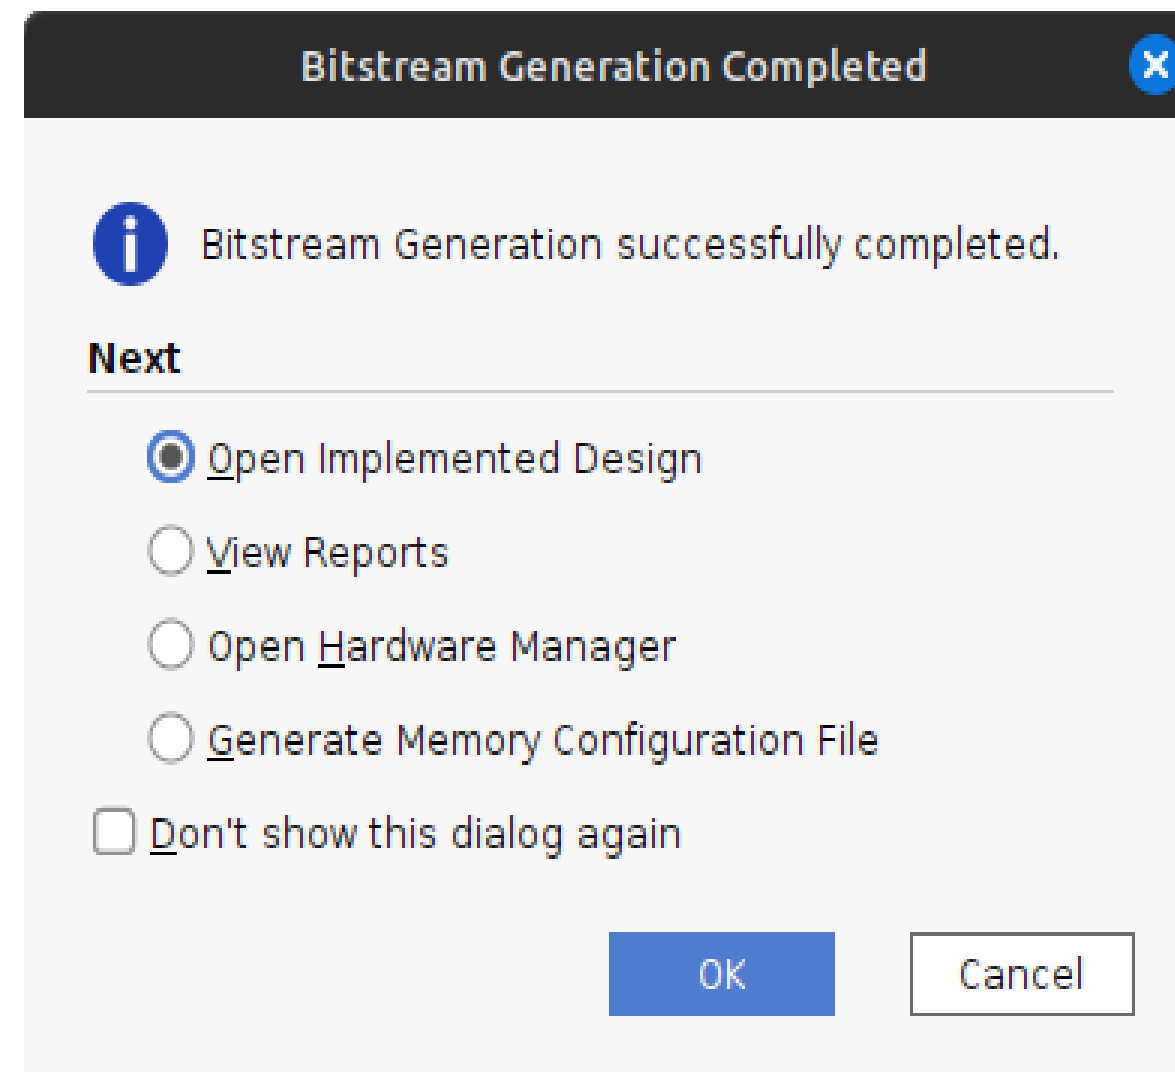 Bitstream Generation Completed
Bitstream Generation successfully completed.
Next
Open Implemented Design
View Reports
Open Hardware Manager
Generate Memory Configuration File
Don't show this dialog again
OK
Cancel